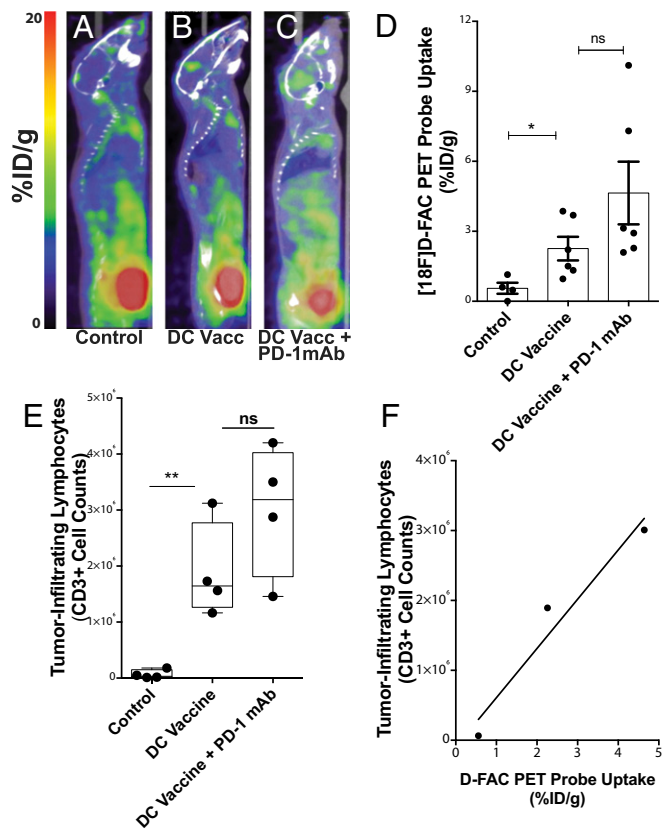 20
%ID/g
0
A
B
C
Control
DC Vacc
DC Vacc +
PD-1mAb
D
[18F]D-FAC PET Probe Uptake
(%ID/g)
12
9
6
3
0
*
ns
Control
DC Vaccine
DC Vaccine + PD-1 mAb
E
Tumor-Infiltrating Lymphocytes
(CD3+ Cell Counts)
5×10⁶
4×10⁶
3×10⁶
2×10⁶
1×10⁶
0
**
ns
Control
DC Vaccine
DC Vaccine + PD-1 mAb
F
Tumor-Infiltrating Lymphocytes
(CD3+ Cell Counts)
4×10⁶
3×10⁶
2×10⁶
1×10⁶
0
0 1 2 3 4 5
D-FAC PET Probe Uptake
(%ID/g)